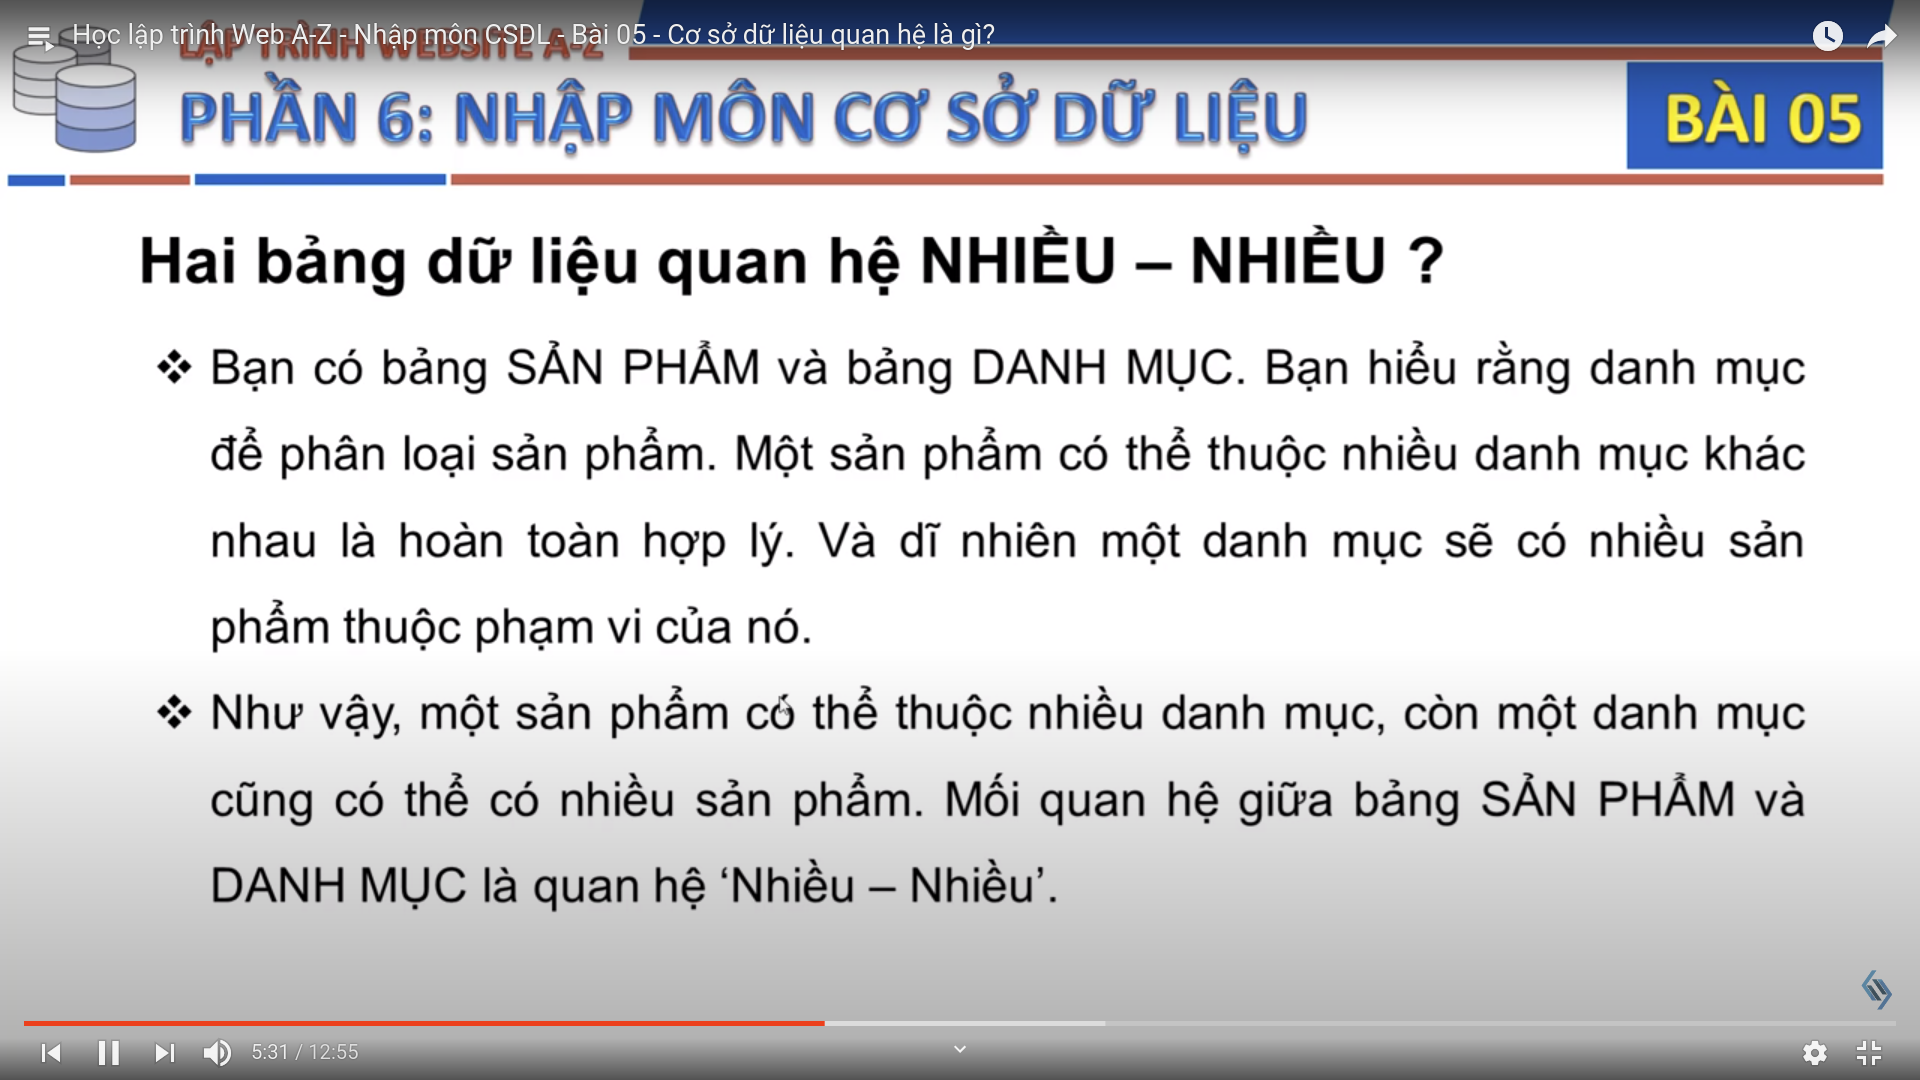 Học lập trình Web A-Z - Nhập môn CSDL - Bài 05 - Cơ sở dữ liệu quan hệ là gì?
LẬP TRÌNH WEBSITE A-Z
PHẦN 6: NHẬP MÔN CƠ SỞ DỮ LIỆU
BÀI 05
Hai bảng dữ liệu quan hệ NHIỀU – NHIỀU ?
❖ Bạn có bảng SẢN PHẨM và bảng DANH MỤC. Bạn hiểu rằng danh mục
để phân loại sản phẩm. Một sản phẩm có thể thuộc nhiều danh mục khác
nhau là hoàn toàn hợp lý. Và dĩ nhiên một danh mục sẽ có nhiều sản
phẩm thuộc phạm vi của nó.
❖ Như vậy, một sản phẩm có thể thuộc nhiều danh mục, còn một danh mục
cũng có thể có nhiều sản phẩm. Mối quan hệ giữa bảng SẢN PHẨM và
DANH MỤC là quan hệ ‘Nhiều – Nhiều’.
5:31 / 12:55